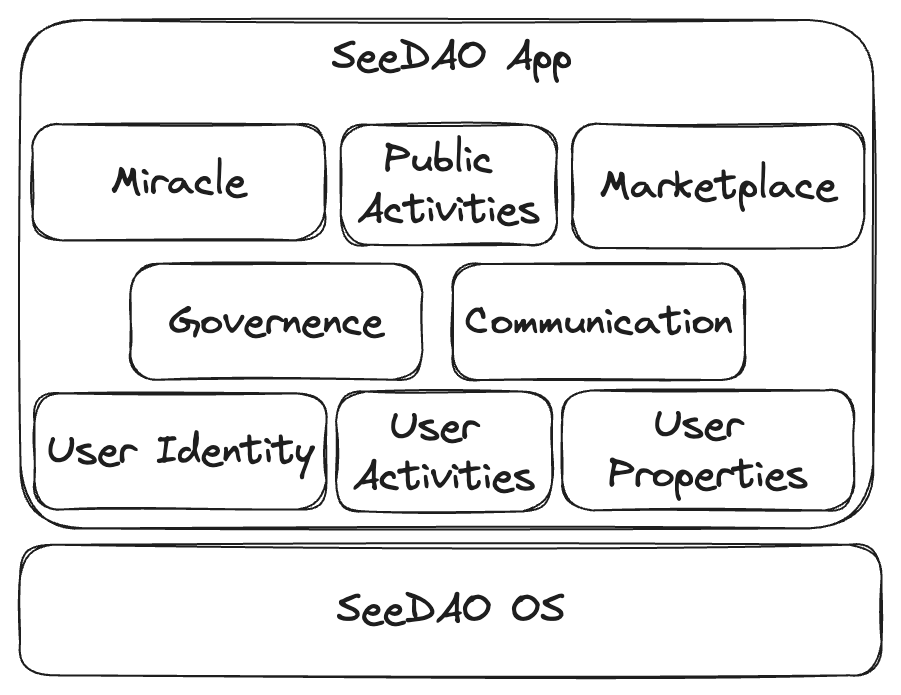 SeeDAO App
Miracle
Public
Activities
Marketplace
Governence
Communication
User Identity
User
Activities
User
Properties
SeeDAO OS